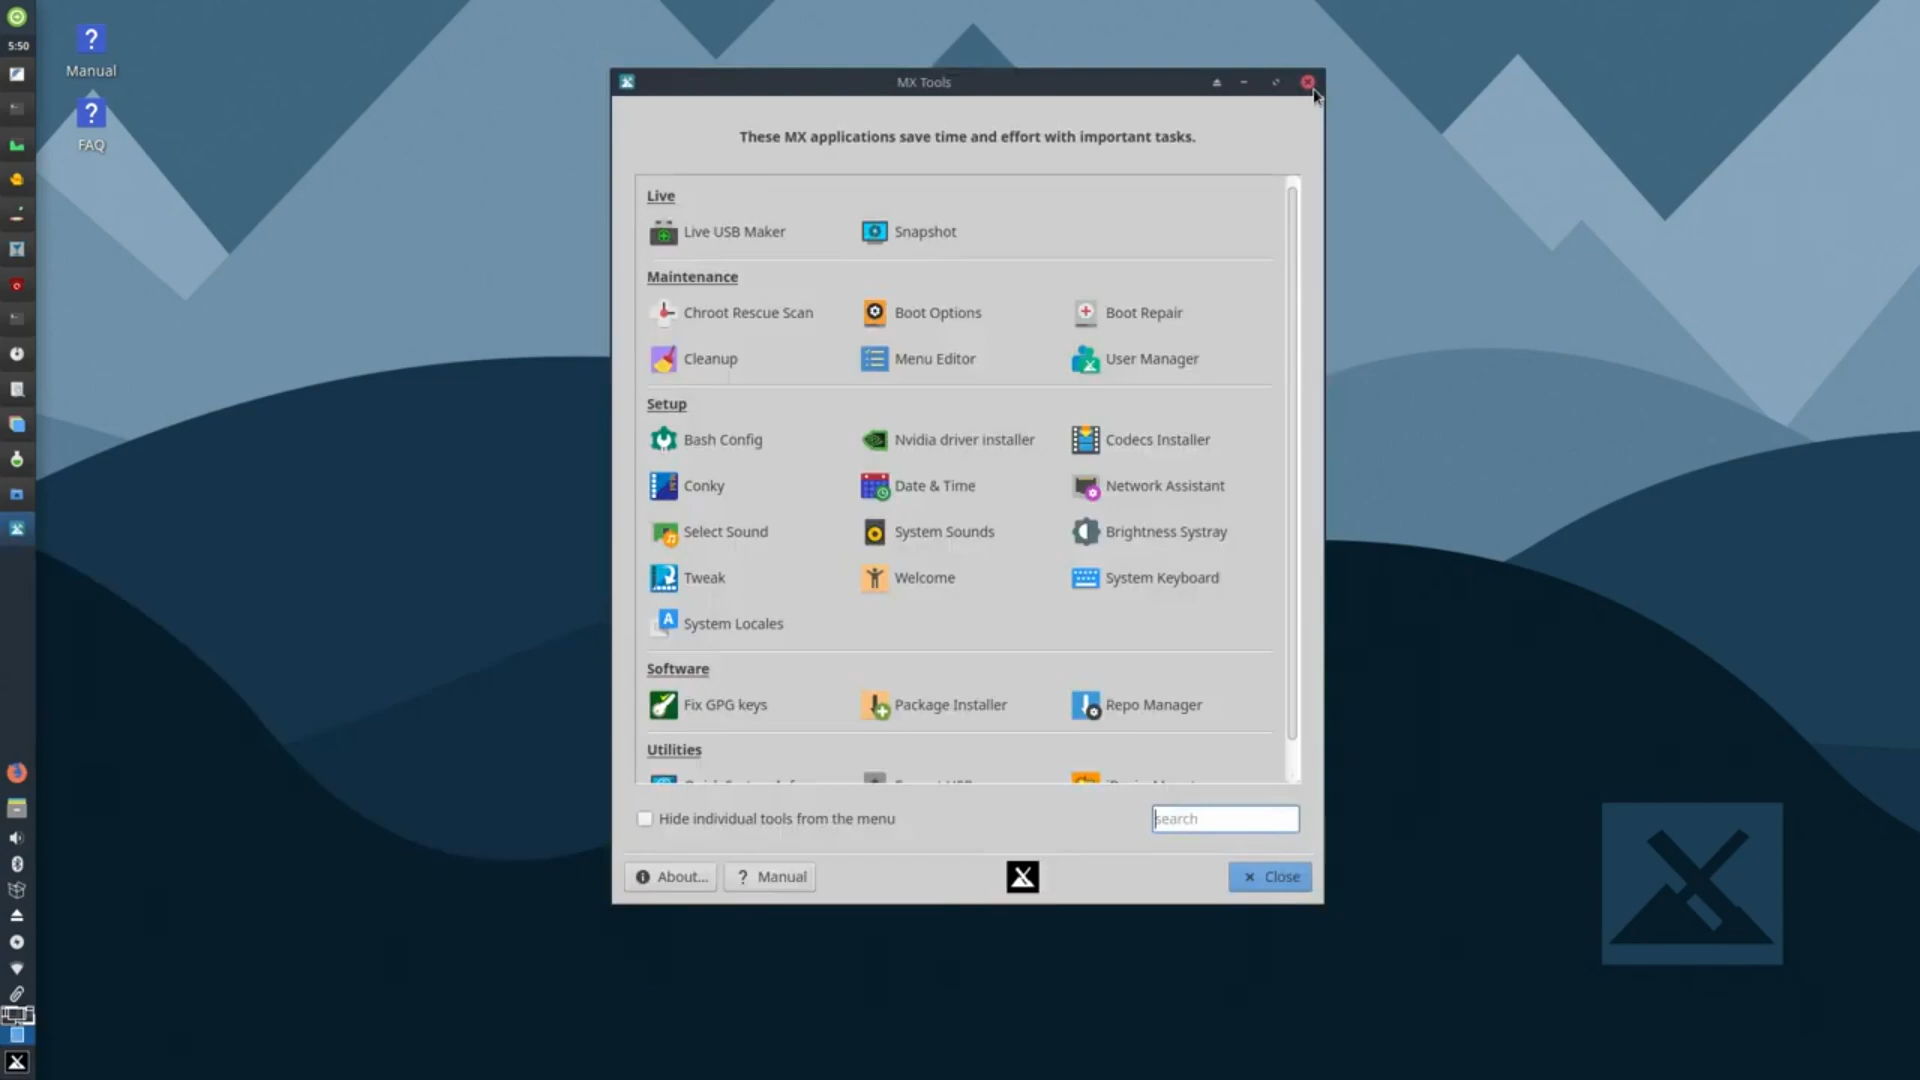 5:50
Manual
FAQ
MX Tools
These MX applications save time and effort with important tasks.
Live
Live USB Maker
Snapshot
Maintenance
Chroot Rescue Scan
Boot Options
Boot Repair
Cleanup
Menu Editor
User Manager
Setup
Bash Config
Nvidia driver installer
Codecs Installer
Conky
Date & Time
Network Assistant
Select Sound
System Sounds
Brightness Systray
Tweak
Welcome
System Keyboard
System Locales
Software
Fix GPG keys
Package Installer
Repo Manager
Utilities
Hide individual tools from the menu
search
About...
? Manual
Close